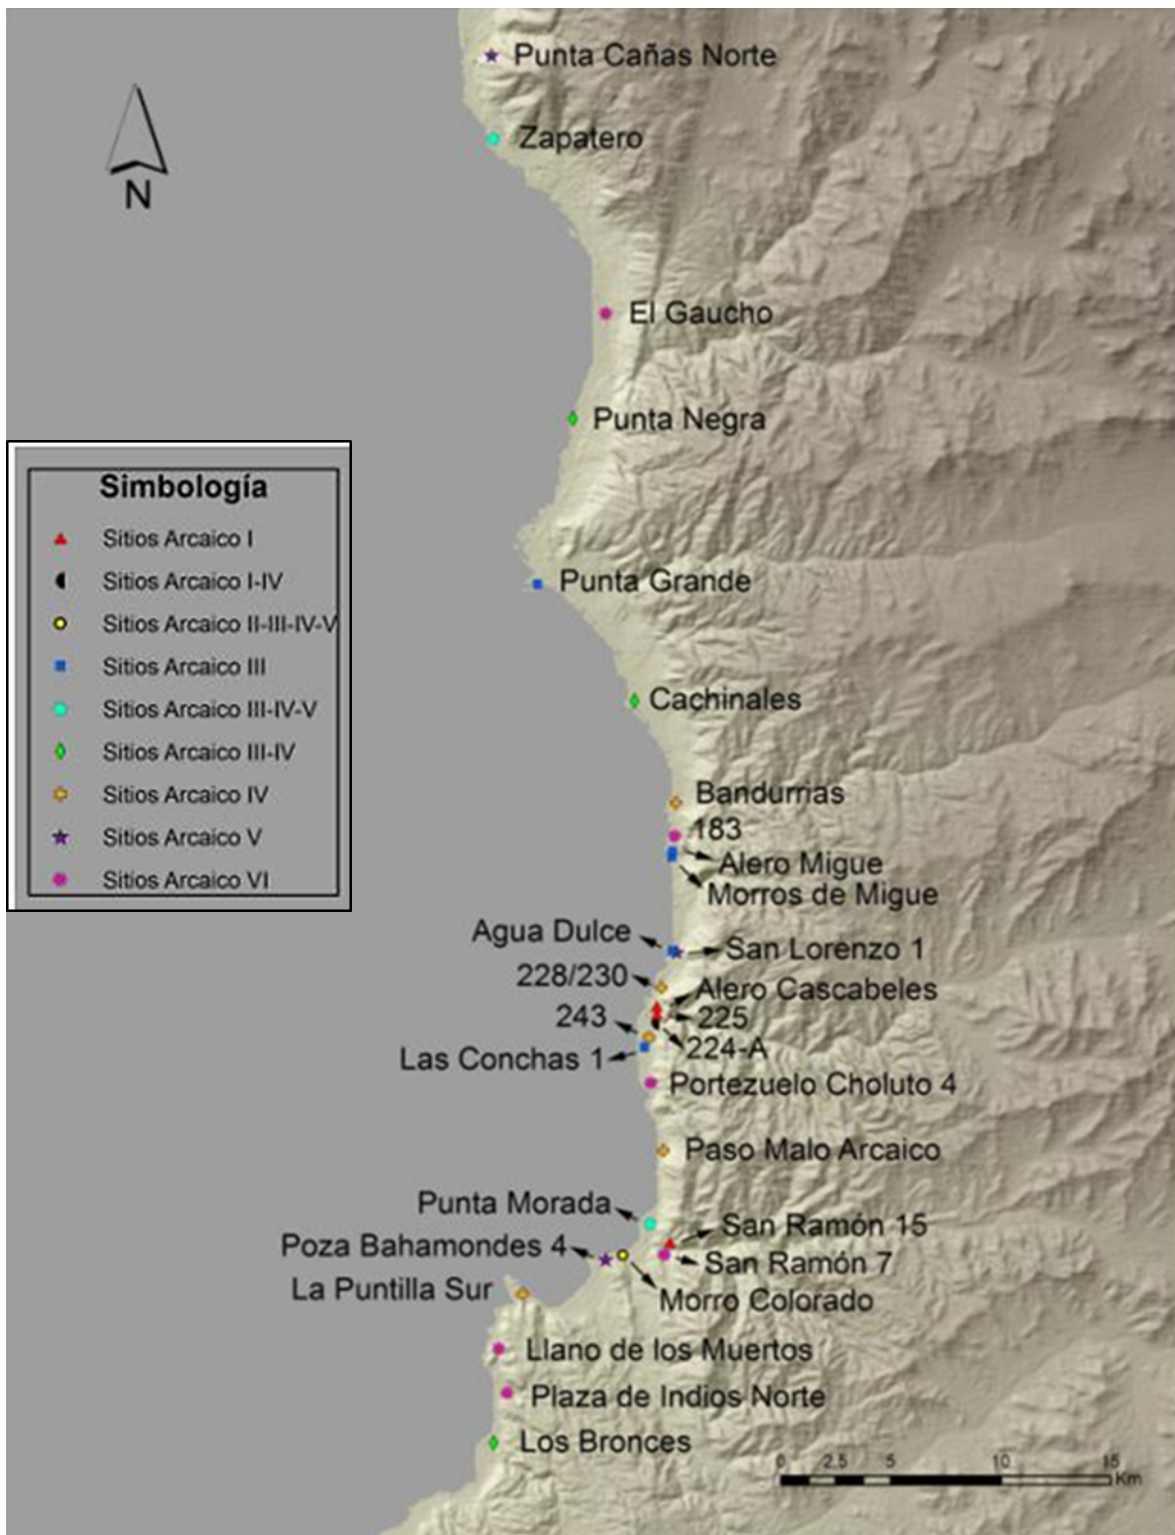 Punta Cañas Norte
Zapatero
N
El Gaucho
Punta Negra
Simbología
Sitios Arcaico I
Sitios Arcaico I-IV
Sitios Arcaico II-III-IV-V
Sitios Arcaico III
Sitios Arcaico III-IV-V
Sitios Arcaico III-IV
Sitios Arcaico IV
Sitios Arcaico V
Sitios Arcaico VI
Punta Grande
Cachinales
Bandurrias
183
Alero Migue
Morros de Migue
Agua Dulce
San Lorenzo 1
228/230
Alero Cascabeles
243
225
224-A
Las Conchas 1
Portezuelo Choluto 4
Paso Malo Arcaico
Punta Morada
San Ramón 15
Poza Bahamondes 4
San Ramón 7
La Puntilla Sur
Morro Colorado
Llano de los Muertos
Plaza de Indios Norte
Los Bronces
0 2,5 5 10 15
Km